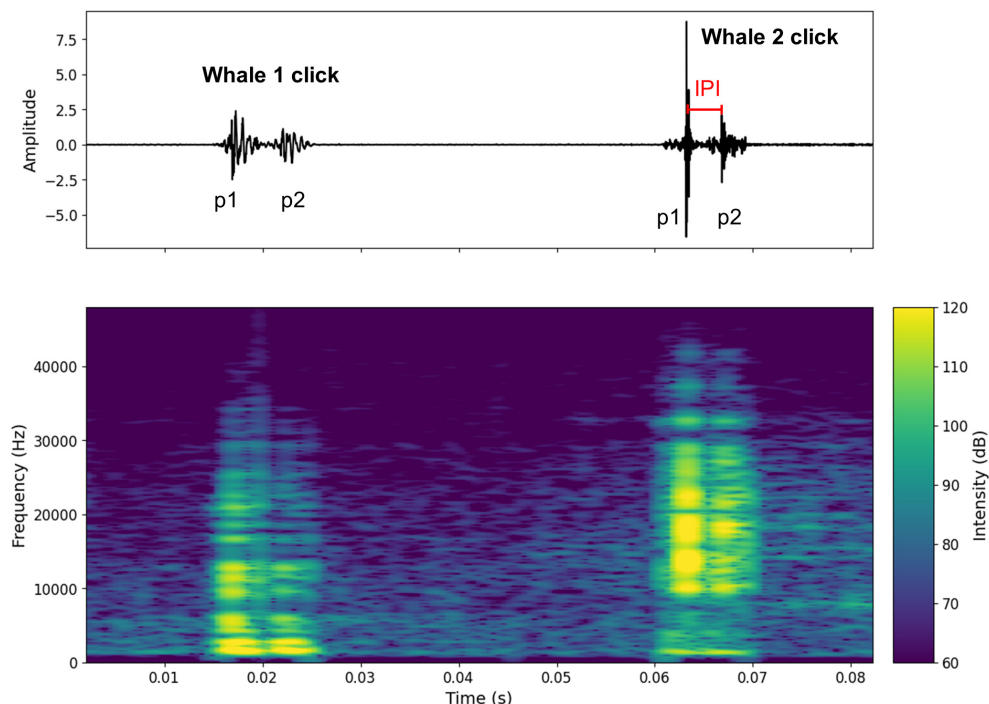 7.5
5.0
2.5
0.0
−2.5
−5.0
Amplitude
Whale 1 click
Whale 2 click
IPI
p1
p2
p1
p2
40000
30000
20000
10000
0
Frequency (Hz)
0.01 0.02 0.03 0.04 0.05 0.06 0.07 0.08
Time (s)
120
110
100
90
80
70
60
Intensity (dB)